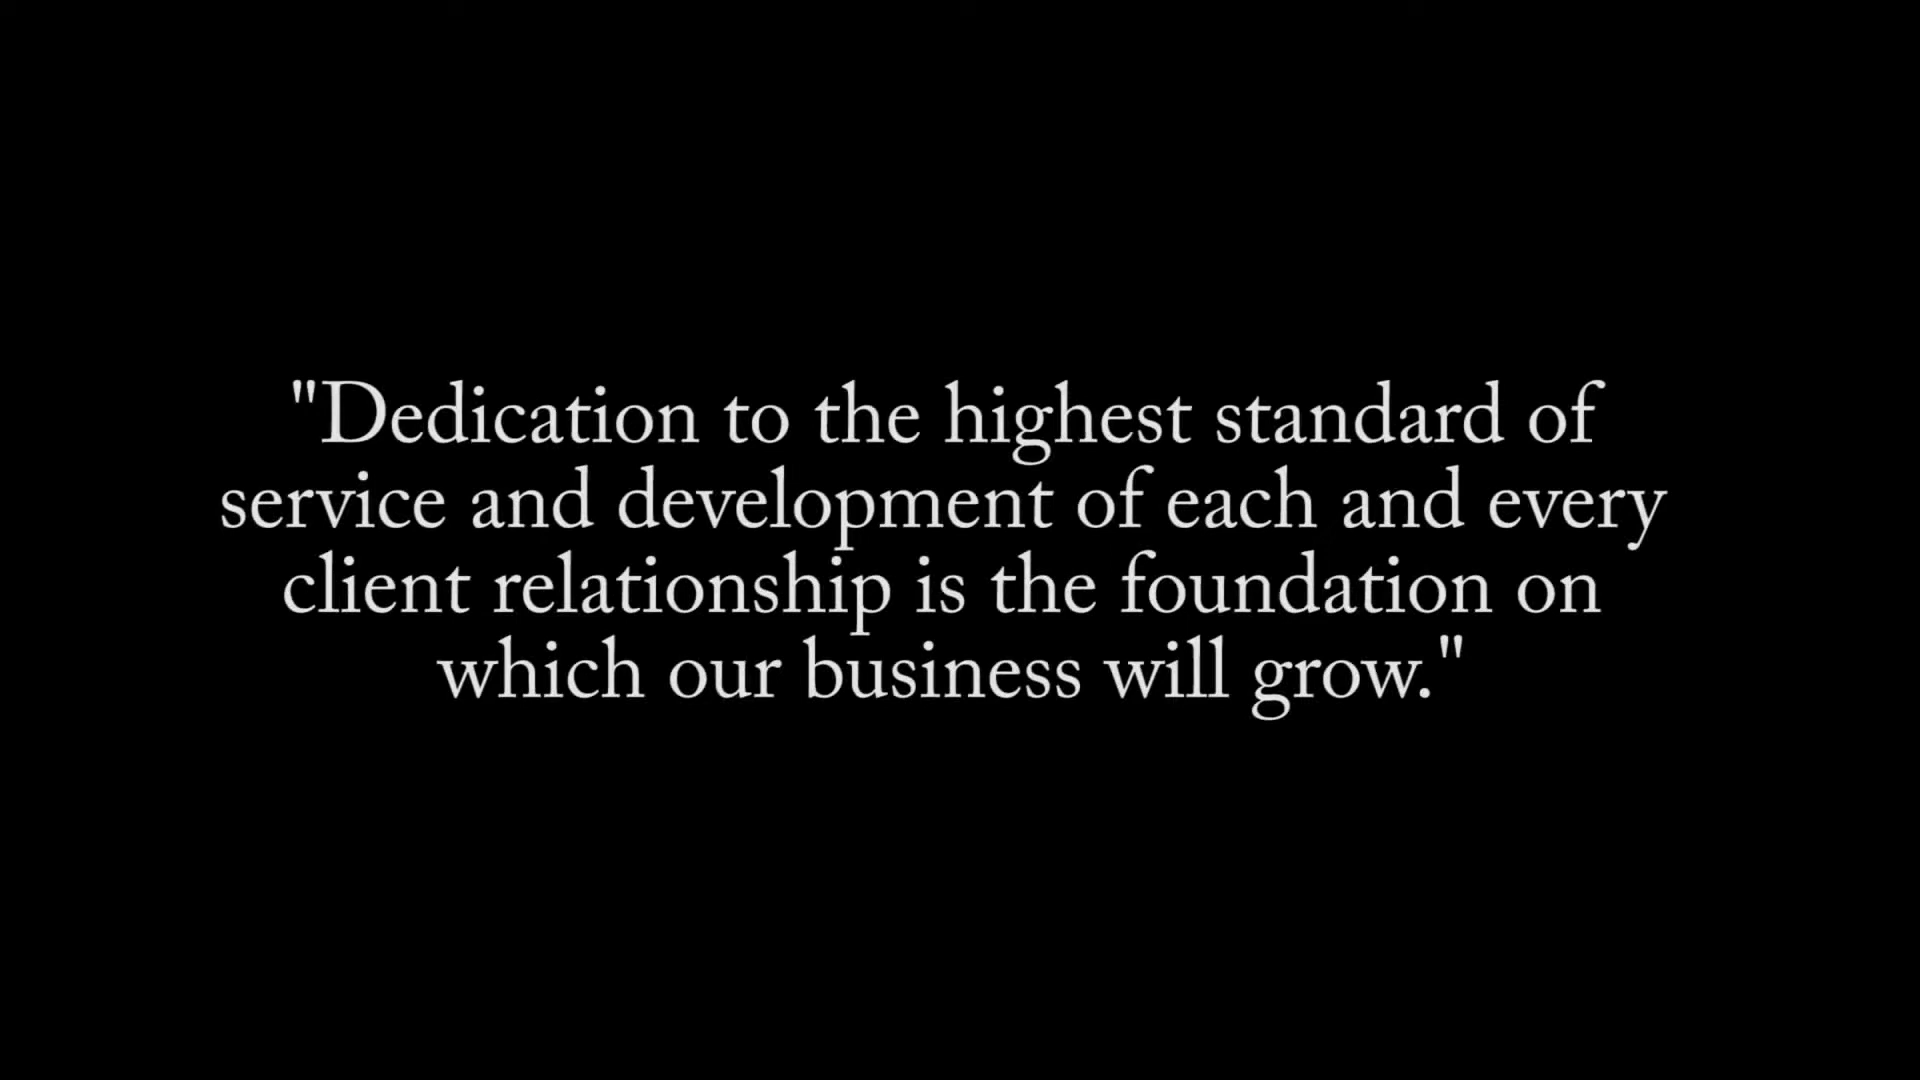 "Dedication to the highest standard of
service and development of each and every
client relationship is the foundation on
which our business will grow."